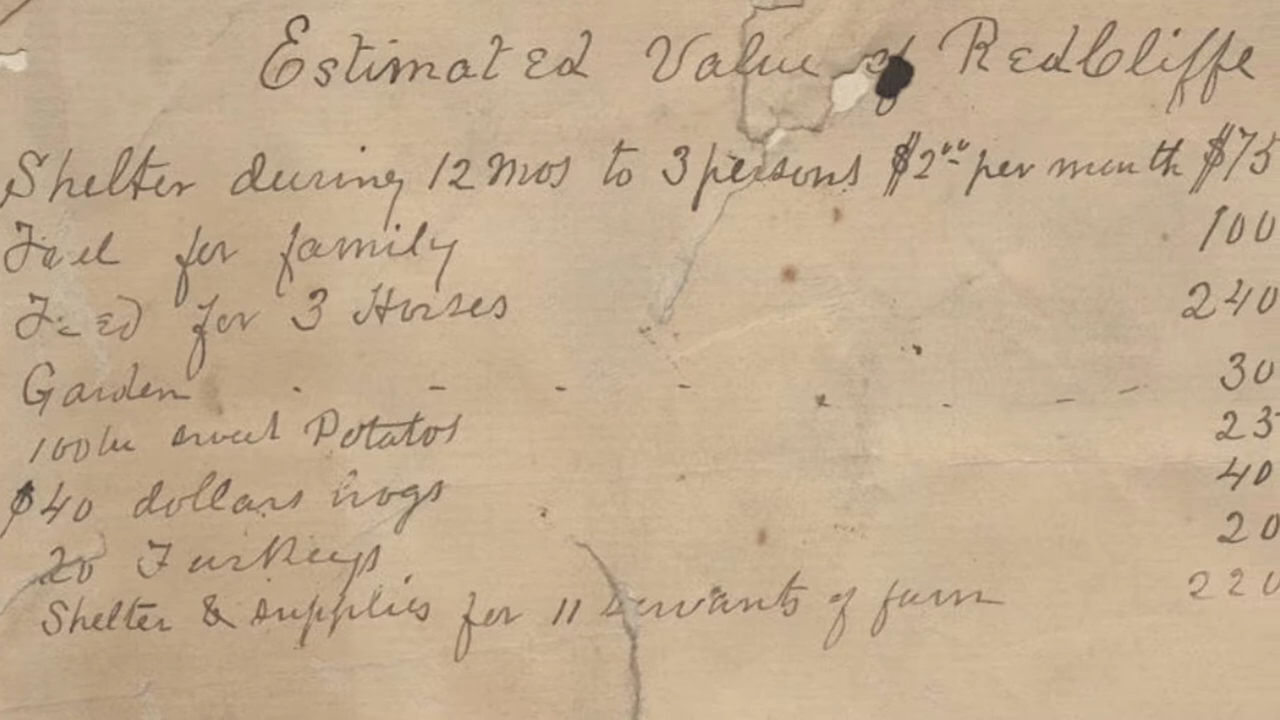 Estimated Value of RedCliffe
Shelter during 12 mos to 3 persons $2.00 per month $75
Fuel for family 100
Feed for 3 Horses 240
Garden - - - - - - - - 30
100 bu sweet Potatos 25
$40 dollars hogs 40
20 Turkeys 20
Shelter & supplies for 11 servants of farm 220